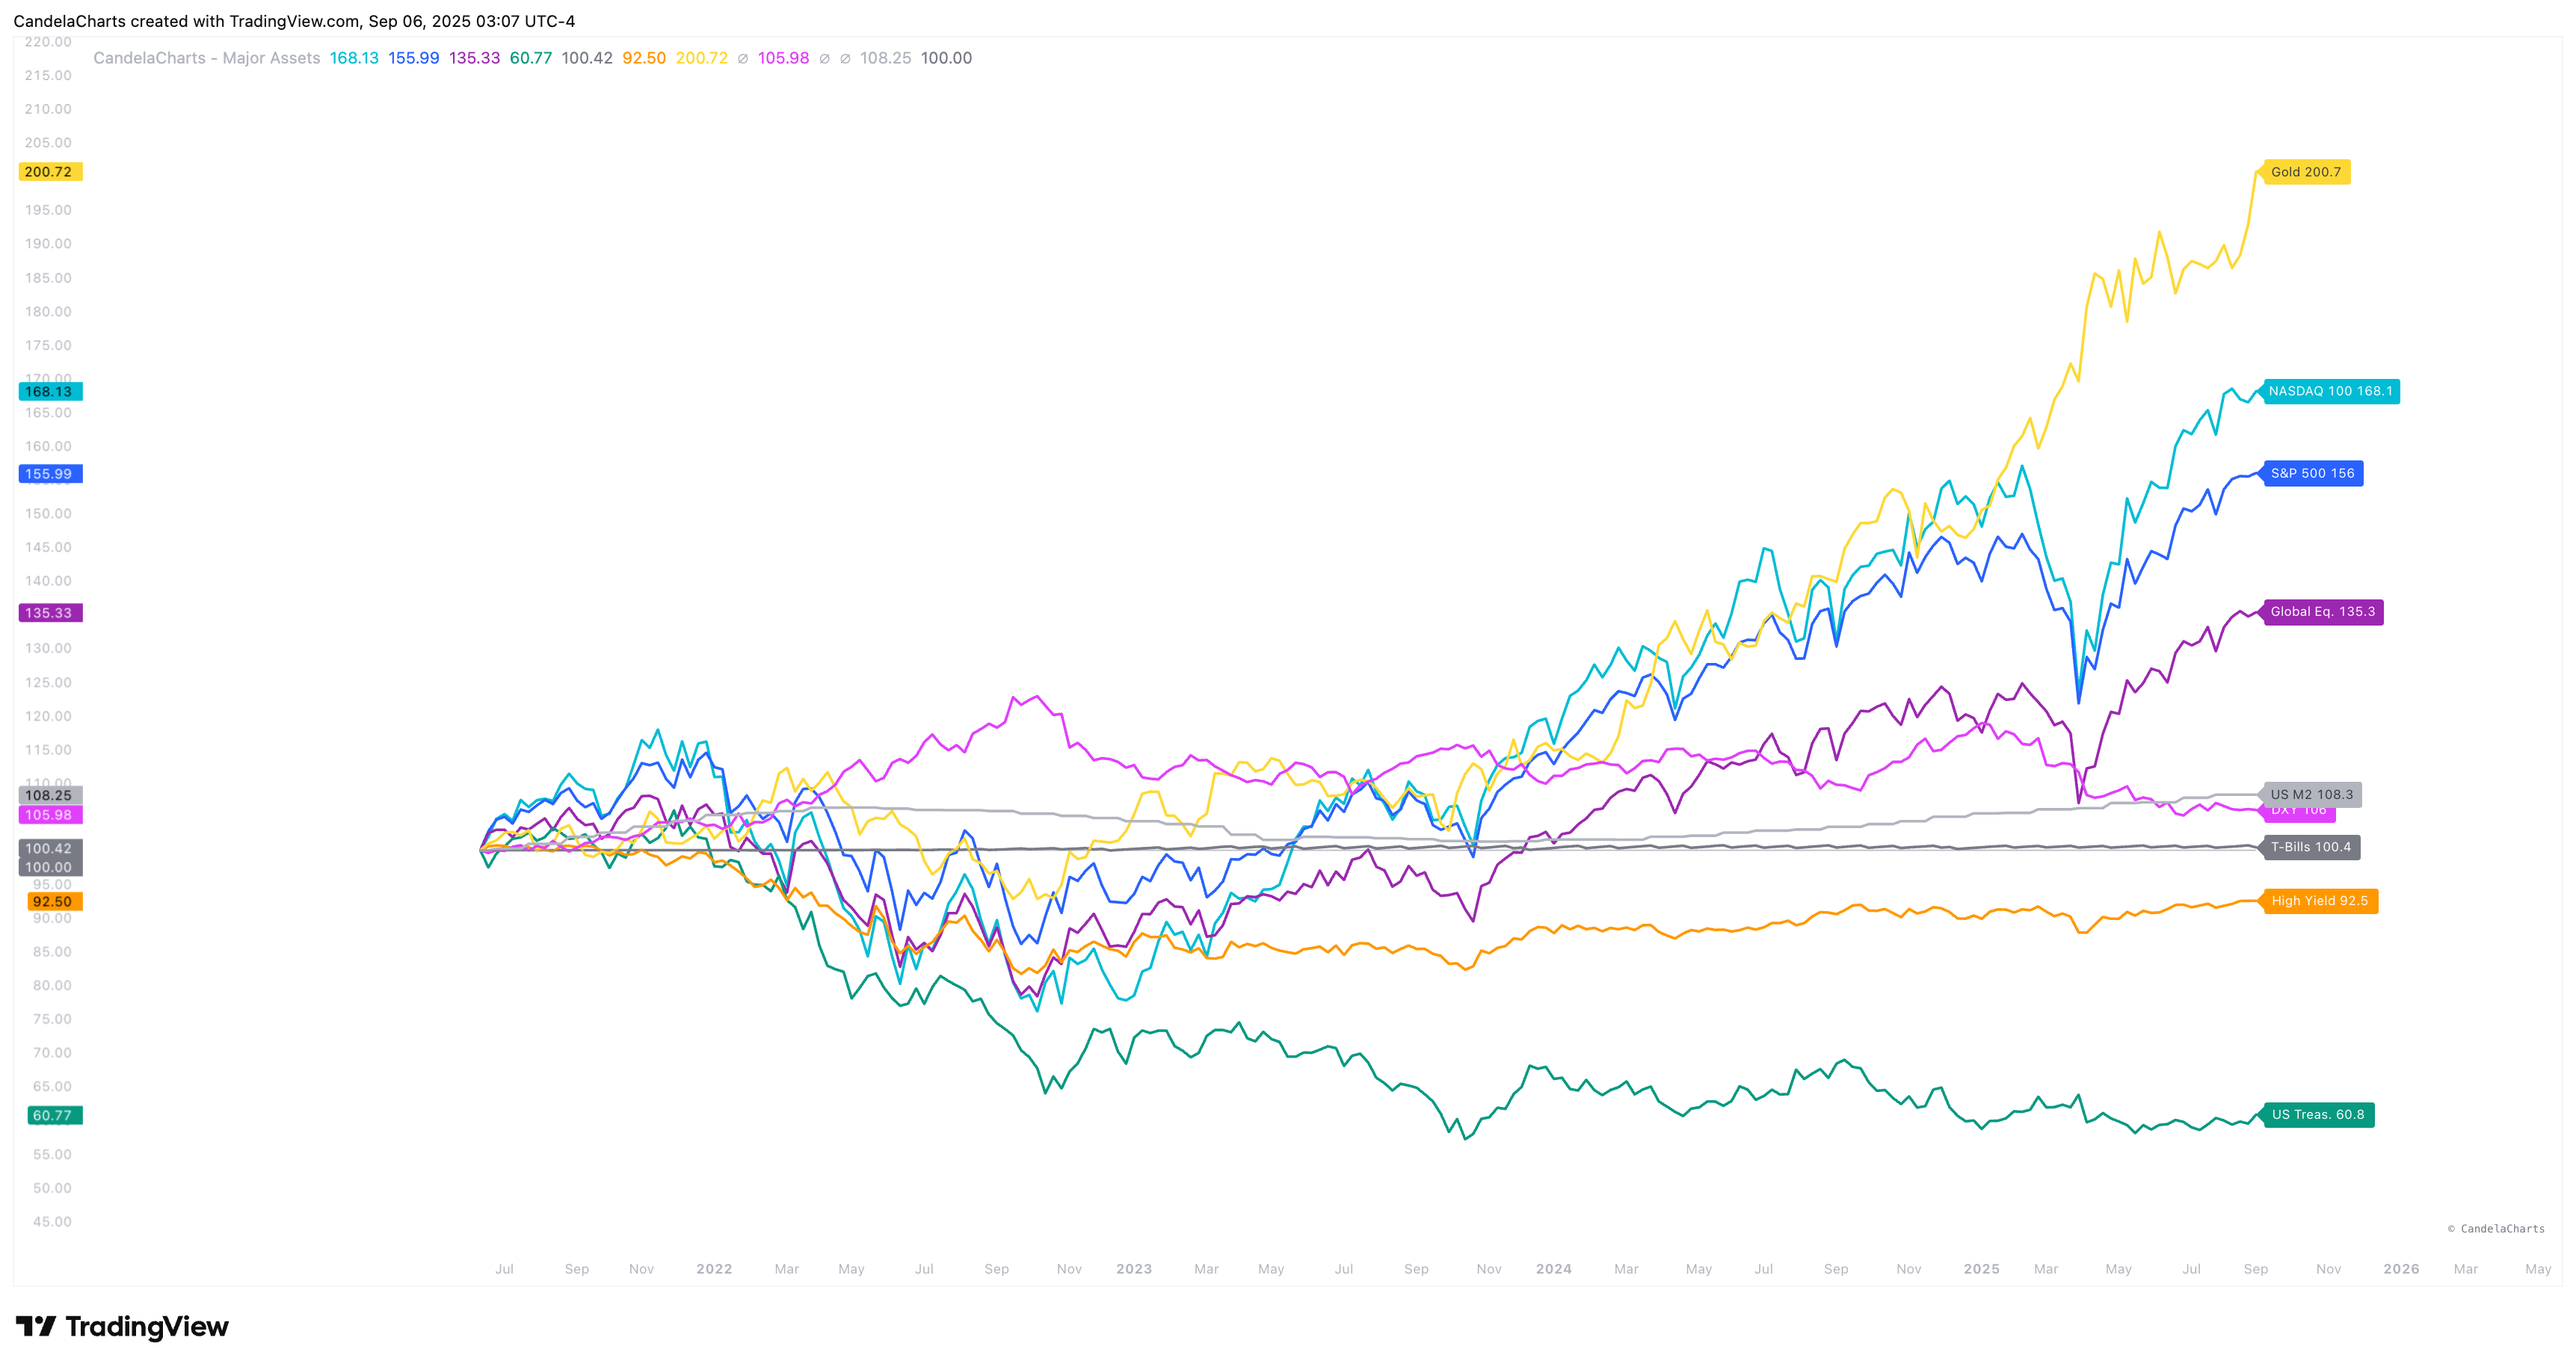 CandelaCharts created with TradingView.com, Sep 06, 2025 03:07 UTC-4
220.00
CandelaCharts - Major Assets 168.13 155.99 135.33 60.77 100.42 92.50 200.72 ∅ 105.98 ∅ ∅ 108.25 100.00
215.00
210.00
205.00
200.72
Gold 200.7
195.00
190.00
185.00
180.00
175.00
170.00
168.13
NASDAQ 100 168.1
165.00
160.00
155.99
S&P 500 156
150.00
145.00
140.00
135.33
Global Eq. 135.3
130.00
125.00
120.00
115.00
110.00
108.25
US M2 108.3
105.98
DXY 106
100.42
T-Bills 100.4
100.00
95.00
92.50
High Yield 92.5
90.00
85.00
80.00
75.00
70.00
65.00
60.77
US Treas. 60.8
55.00
50.00
45.00
© CandelaCharts
Jul Sep Nov 2022 Mar May Jul Sep Nov 2023 Mar May Jul Sep Nov 2024 Mar May Jul Sep Nov 2025 Mar May Jul Sep Nov 2026 Mar May
TradingView